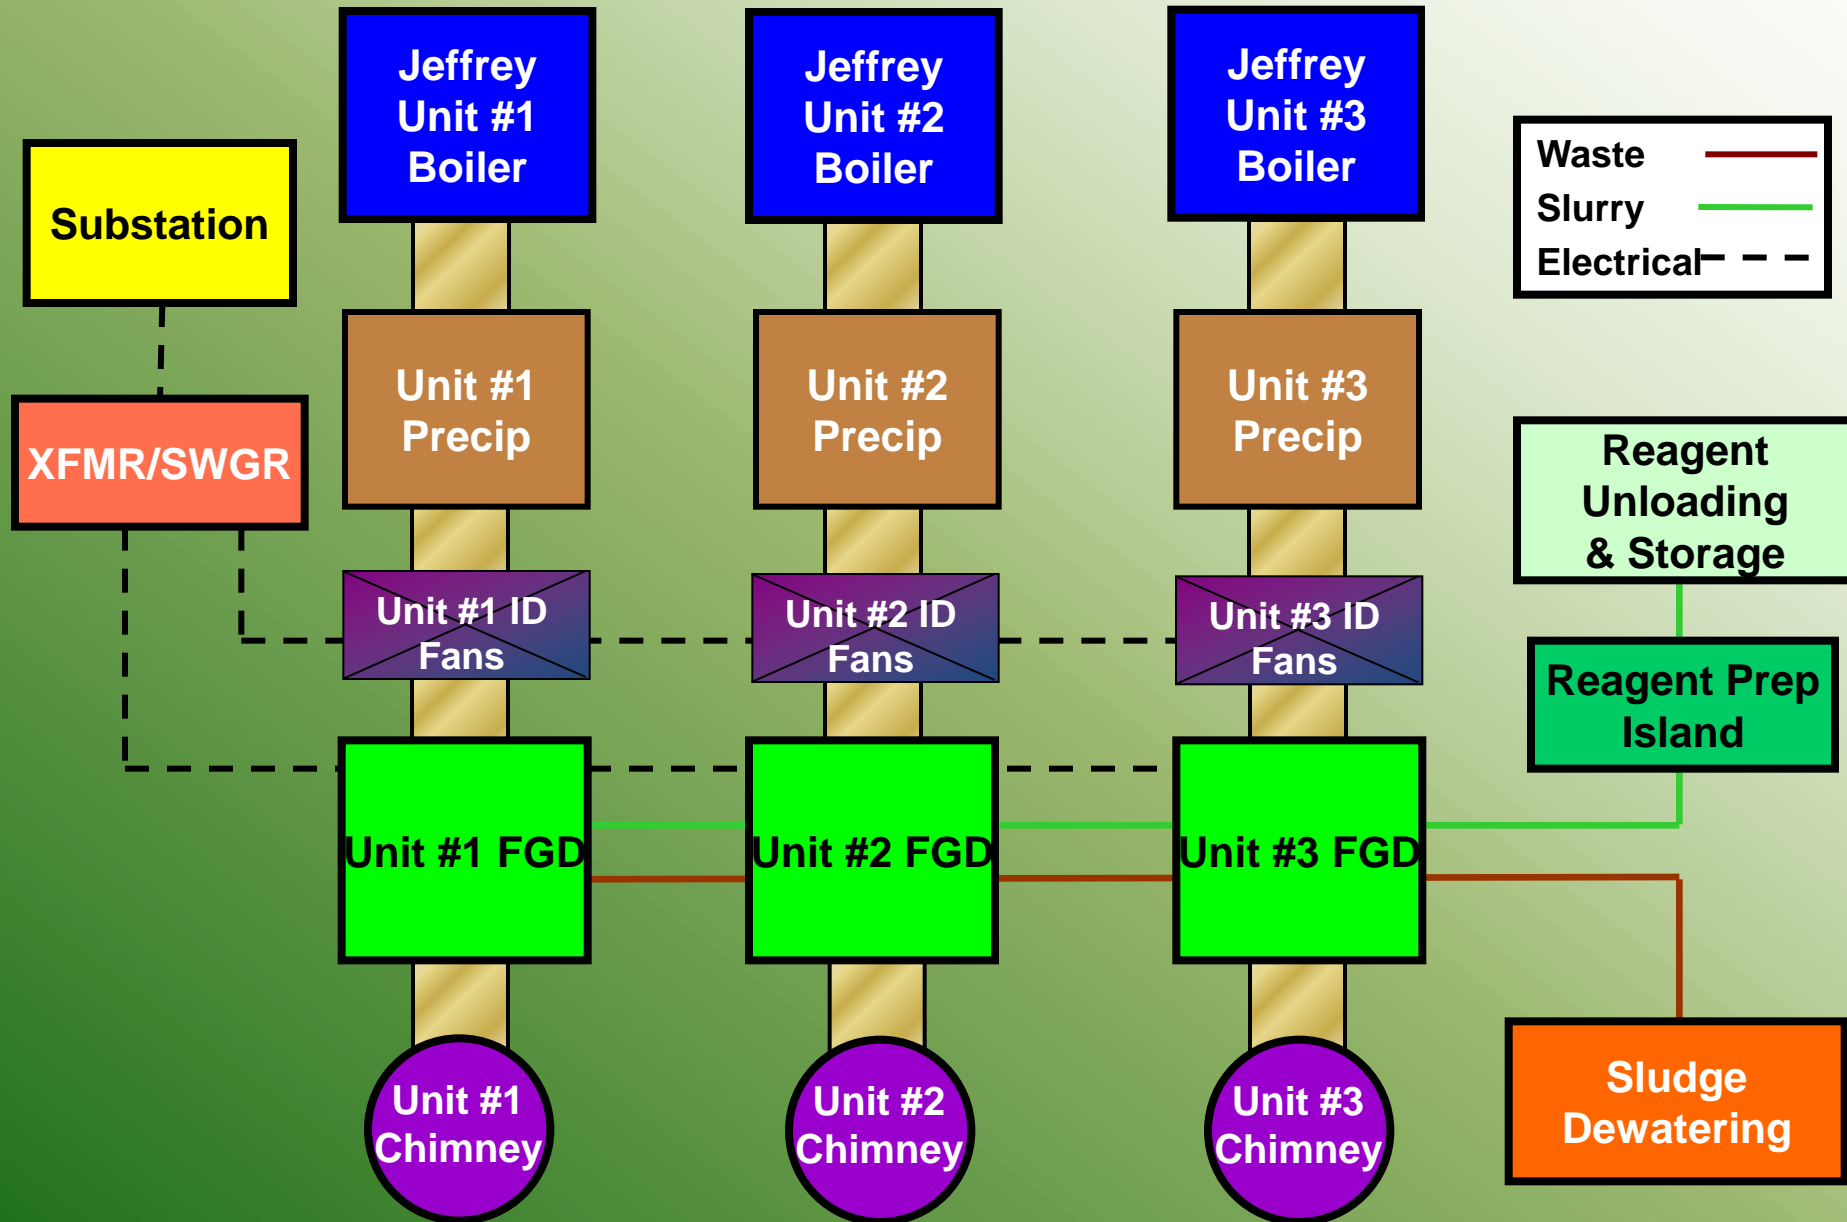 Jeffrey
Unit #1
Boiler
Jeffrey
Unit #2
Boiler
Jeffrey
Unit #3
Boiler
Waste
Slurry
Electrical
Substation
XFMR/SWGR
Unit #1
Precip
Unit #2
Precip
Unit #3
Precip
Reagent
Unloading
& Storage
Unit #1 ID
Fans
Unit #2 ID
Fans
Unit #3 ID
Fans
Reagent Prep
Island
Unit #1 FGD
Unit #2 FGD
Unit #3 FGD
Unit #1
Chimney
Unit #2
Chimney
Unit #3
Chimney
Sludge
Dewatering